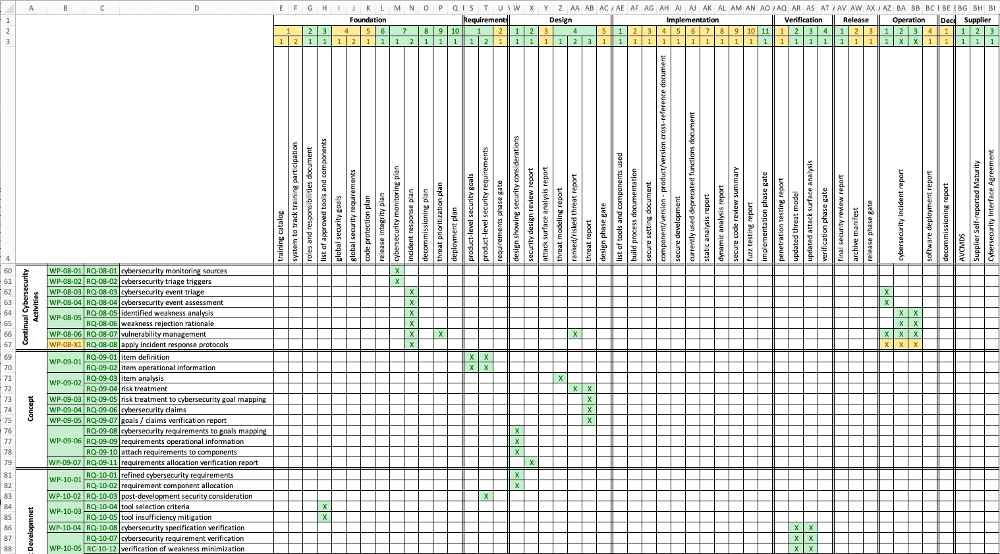 A B C D E F G H I J K L M N O P Q S T U W X Y Z AA AB AC AE AF AG AH AI AJ AK AL AM AN AO AQ AR AS AT AV AW AX AZ BA BB BC BE BG BH BI
1 Foundation Requirements Design Implementation Verification Release Operation Supplier
2 1 2 3 4 5 6 7 8 9 10 1 2 1 2 3 4 5 1 2 3 4 5 6 7 8 9 10 11 1 2 3 4 1 2 3 1 2 3 4 1 1 2 3
3 1 2 1 1 1 2 1 1 1 2 1 1 1 1 2 1 1 1 1 1 2 3 1 1 1 1 1 1 1 1 1 1 1 1 1 1 1 1 1 1 1 1 X X 1 1 1 1 1
4
training catalog
system to track training participation
roles and responsibilities document
list of approved tools and components
global security goals
global security requirements
code protection plan
release integrity plan
cybersecurity monitoring plan
incident response plan
decommissioning plan
threat prioritization plan
deployment plan
product-level security goals
product-level security requirements
requirements phase gate
design showing security considerations
security design review report
attack surface analysis report
threat modeling report
ranked/risked threat report
threat report
design phase gate
list of tools and components used
build process documentation
secure setting document
component/version - product/version cross-reference document
secure development
currently used deprecated functions document
static analysis report
dynamic analysis report
secure code review summary
fuzz testing report
implementation phase gate
penetration testing report
updated threat model
updated attack surface analysis
verification phase gate
final security review report
archive manifest
release phase gate
cybersecurity incident report
software deployment report
decommissioning report
AVCMDS
Supplier Self-reported Maturity
Cybersecurity Interface Agreement
Continual Cybersecurity
Activities
60 WP-08-01 RQ-08-01 cybersecurity monitoring sources X
61 WP-08-02 RQ-08-02 cybersecurity triage triggers X
62 WP-08-03 RQ-08-03 cybersecurity event triage X X
63 WP-08-04 RQ-08-04 cybersecurity event assessment X X
64 WP-08-05 RQ-08-05 identified weakness analysis X X X
65 RQ-08-06 weakness rejection rationale X X X
66 WP-08-06 RQ-08-07 vulnerability management X X X X X X
67 WP-08-X1 RQ-08-08 apply incident response protocols X X X X
Concept
69 WP-09-01 RQ-09-01 item definition X X
70 RQ-09-02 item operational information X X
71 WP-09-02 RQ-09-03 item analysis X
72 RQ-09-04 risk treatment X X
73 WP-09-03 RQ-09-05 risk treatment to cybersecurity goal mapping X
74 WP-09-04 RQ-09-06 cybersecurity claims X
75 WP-09-05 RQ-09-07 goals / claims verification report X
76 WP-09-06 RQ-09-08 cybersecurity requirements to goals mapping X
77 RQ-09-09 requirements operational information X
78 RQ-09-10 attach requirements to components X
79 WP-09-07 RQ-09-11 requirements allocation verification report X
Developmnet
81 WP-10-01 RQ-10-01 refined cybersecurity requirements X
82 RQ-10-02 requirement component allocation X
83 WP-10-02 RQ-10-03 post-development security consideration X
84 WP-10-03 RQ-10-04 tool selection criteria X
85 RQ-10-05 tool insufficiency mitigation X
86 WP-10-04 RQ-10-08 cybersecurity specification verification X X
87 WP-10-05 RQ-10-07 cybersecurity requirement verification X X
88 RC-10-12 verification of weakness minimization X X